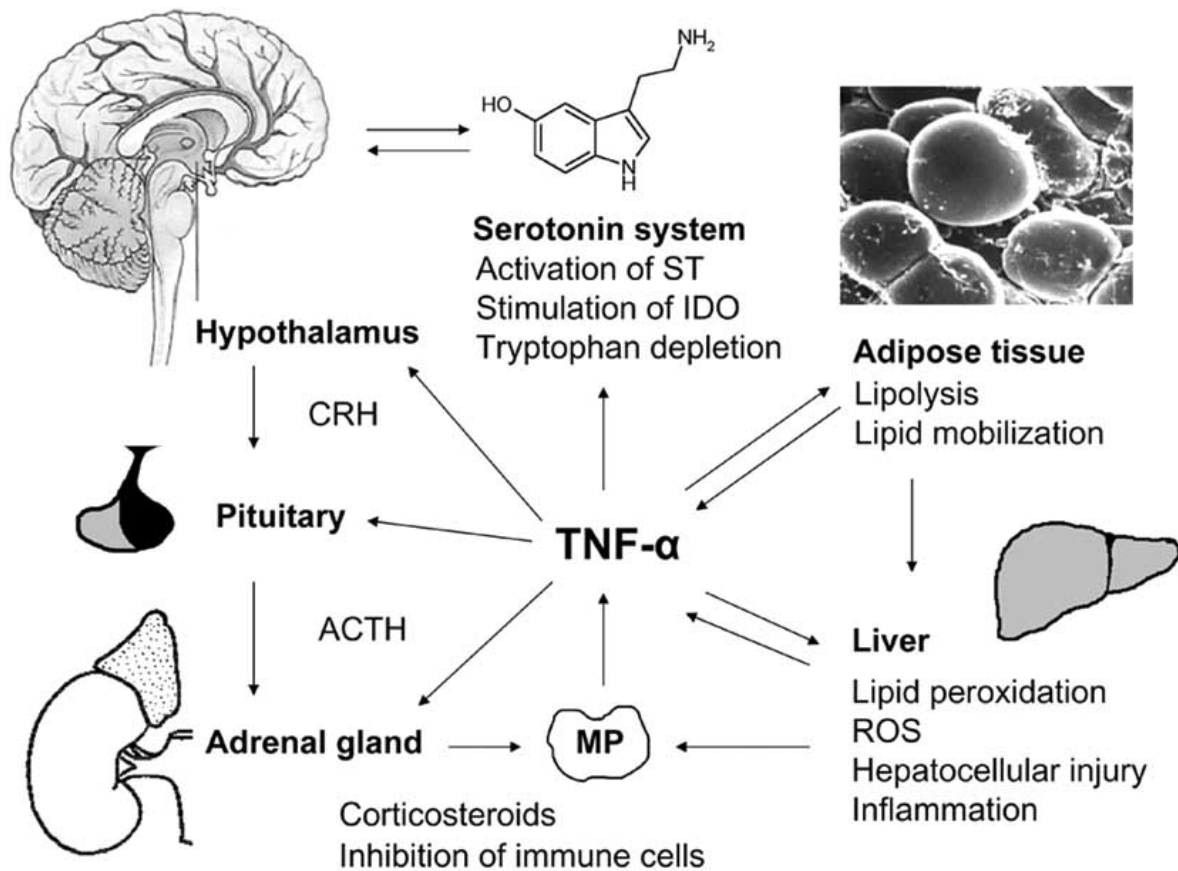 NH2
HO
N
H
Serotonin system
Activation of ST
Stimulation of IDO
Tryptophan depletion
Hypothalamus
Adipose tissue
Lipolysis
Lipid mobilization
CRH
Pituitary
TNF-α
ACTH
Liver
Lipid peroxidation
ROS
Hepatocellular injury
Inflammation
Adrenal gland
MP
Corticosteroids
Inhibition of immune cells